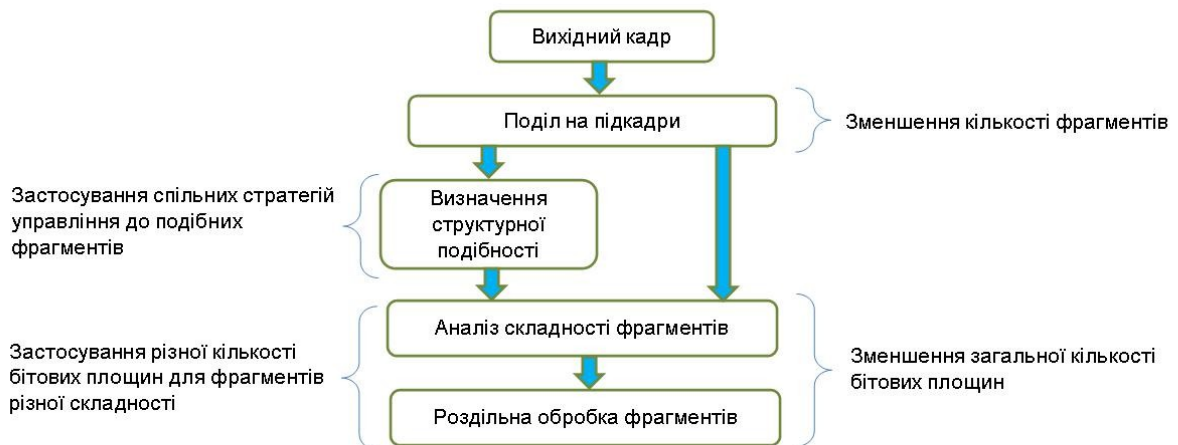 Вихідний кадр
Поділ на підкадри
Зменшення кількості фрагментів
Застосування спільних стратегій
управління до подібних
фрагментів
Визначення
структурної
подібності
Аналіз складності фрагментів
Застосування різної кількості
бітових площин для фрагментів
різної складності
Зменшення загальної кількості
бітових площин
Роздільна обробка фрагментів